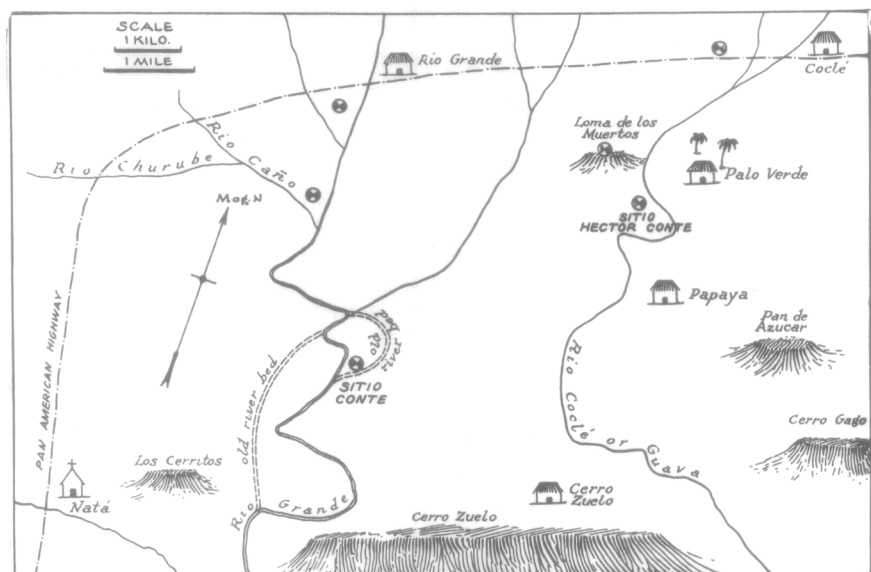 SCALE
1 KILO.
1 MILE
Rio Grande
Coclé
Loma de los
Muertos
Rio Caño
Rio Churube
Palo Verde
Mag. N
SITIO
HECTOR CONTE
Papaya
PAN AMERICAN HIGHWAY
old river bed
Pan de
Azucar
old river bed
SITIO
CONTE
Rio Coclé or Guava
Cerro Gago
Los Cerritos
Natá
Rio Grande
Cerro
Zuelo
Cerro Zuelo